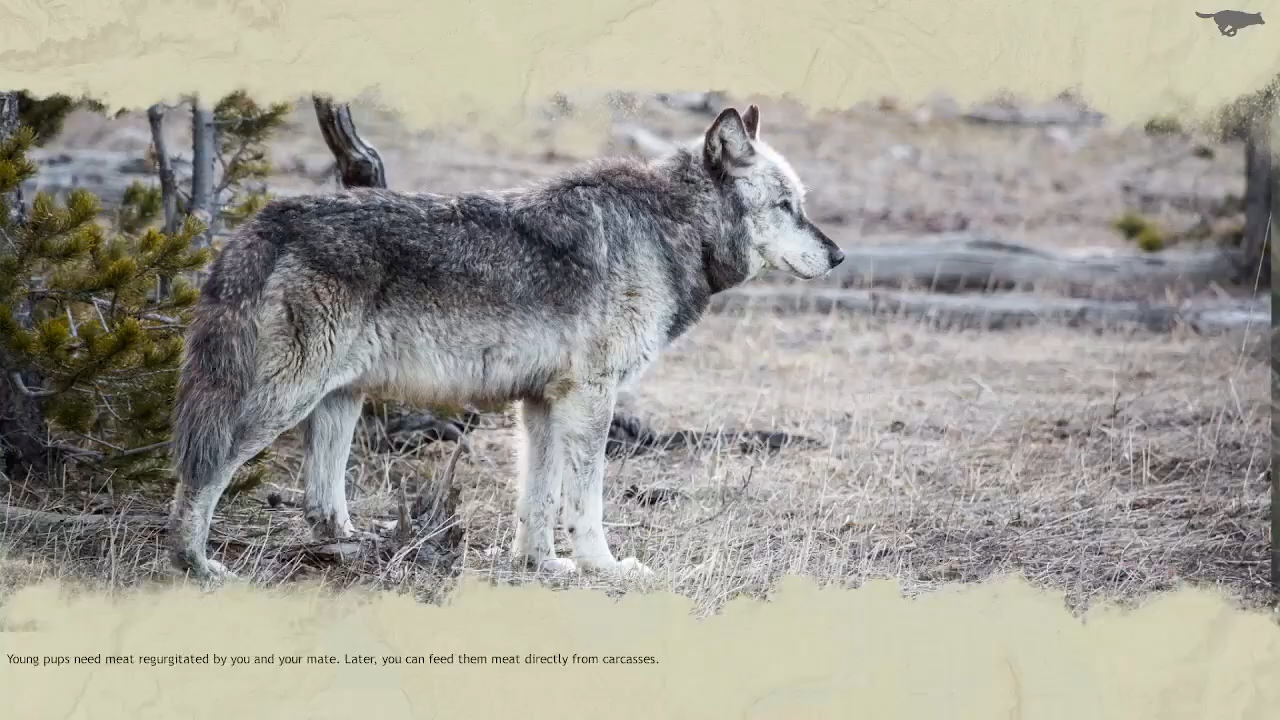 Young pups need meat regurgitated by you and your mate. Later, you can feed them meat directly from carcasses.